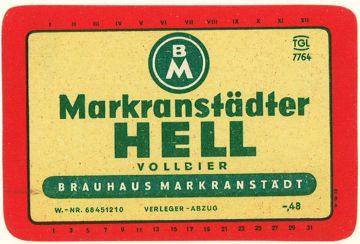 I II III IV V VI VII VIII IX X XI XII
B
M
TGL
7764
Markranstädter
HELL
VOLLBIER
BRAUHAUS MARKRANSTÄDT
W.-NR. 68451210 VERLEGER-ABZUG -,48
1 3 5 7 9 11 13 15 17 19 21 23 25 27 29 31